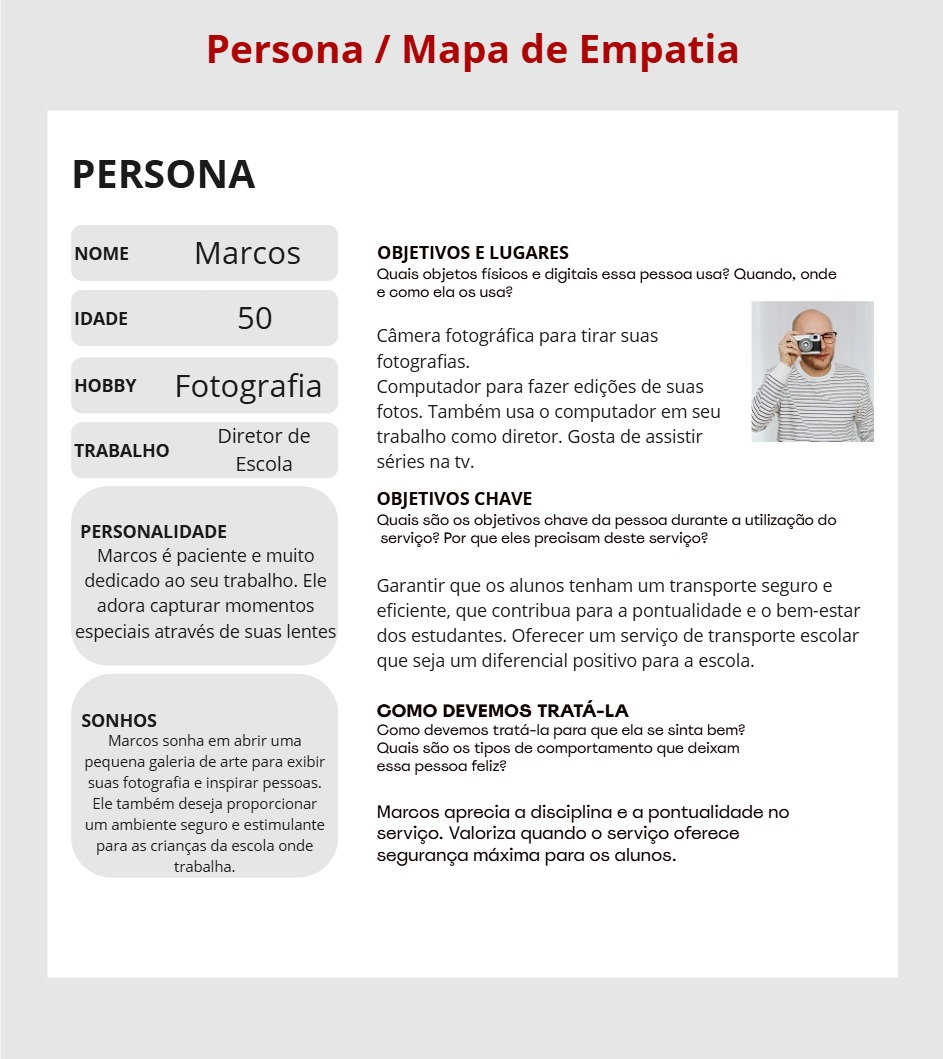 Persona / Mapa de Empatia
PERSONA
NOME
Marcos
IDADE
50
HOBBY
Fotografia
TRABALHO
Diretor de
Escola
PERSONALIDADE
Marcos é paciente e muito
dedicado ao seu trabalho. Ele
adora capturar momentos
especiais através de suas lentes
SONHOS
Marcos sonha em abrir uma
pequena galeria de arte para exibir
suas fotografia e inspirar pessoas.
Ele também deseja proporcionar
um ambiente seguro e estimulante
para as crianças da escola onde
trabalha.
OBJETIVOS E LUGARES
Quais objetos físicos e digitais essa pessoa usa? Quando, onde
e como ela os usa?
Câmera fotográfica para tirar suas
fotografias.
Computador para fazer edições de suas
fotos. Também usa o computador em seu
trabalho como diretor. Gosta de assistir
séries na tv.
OBJETIVOS CHAVE
Quais são os objetivos chave da pessoa durante a utilização do
serviço? Por que eles precisam deste serviço?
Garantir que os alunos tenham um transporte seguro e
eficiente, que contribua para a pontualidade e o bem-estar
dos estudantes. Oferecer um serviço de transporte escolar
que seja um diferencial positivo para a escola.
COMO DEVEMOS TRATÁ-LA
Como devemos tratá-la para que ela se sinta bem?
Quais são os tipos de comportamento que deixam
essa pessoa feliz?
Marcos aprecia a disciplina e a pontualidade no
serviço. Valoriza quando o serviço oferece
segurança máxima para os alunos.